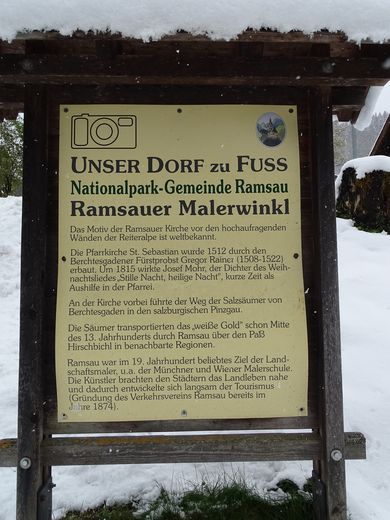 UNSER DORF ZU FUSS
Nationalpark-Gemeinde Ramsau
Ramsauer Malerwinkl
Das Motiv der Ramsauer Kirche vor den hochaufragenden
Wänden der Reiteralpe ist weltbekannt.
Die Pfarrkirche St. Sebastian wurde 1512 durch den
Berchtesgadener Fürstprobst Gregor Rainer (1508-1522)
erbaut. Um 1815 wirkte Josef Mohr, der Dichter des Weih-
nachtsliedes „Stille Nacht, heilige Nacht", kurze Zeit als
Aushilfe in der Pfarrei.
An der Kirche vorbei führte der Weg der Salzsäumer von
Berchtesgaden in den salzburgischen Pinzgau.
Die Säumer transportierten das „weiße Gold" schon Mitte
des 13. Jahrhunderts durch Ramsau über den Paß
Hirschbichl in benachbarte Regionen.
Ramsau war im 19. Jahrhundert beliebtes Ziel der Land-
schaftsmaler, u.a. der Münchner und Wiener Malerschule.
Die Künstler brachten den Städtern das Landleben nahe
und dadurch entwickelte sich langsam der Tourismus
(Gründung des Verkehrsvereins Ramsau bereits im
Jahre 1874).